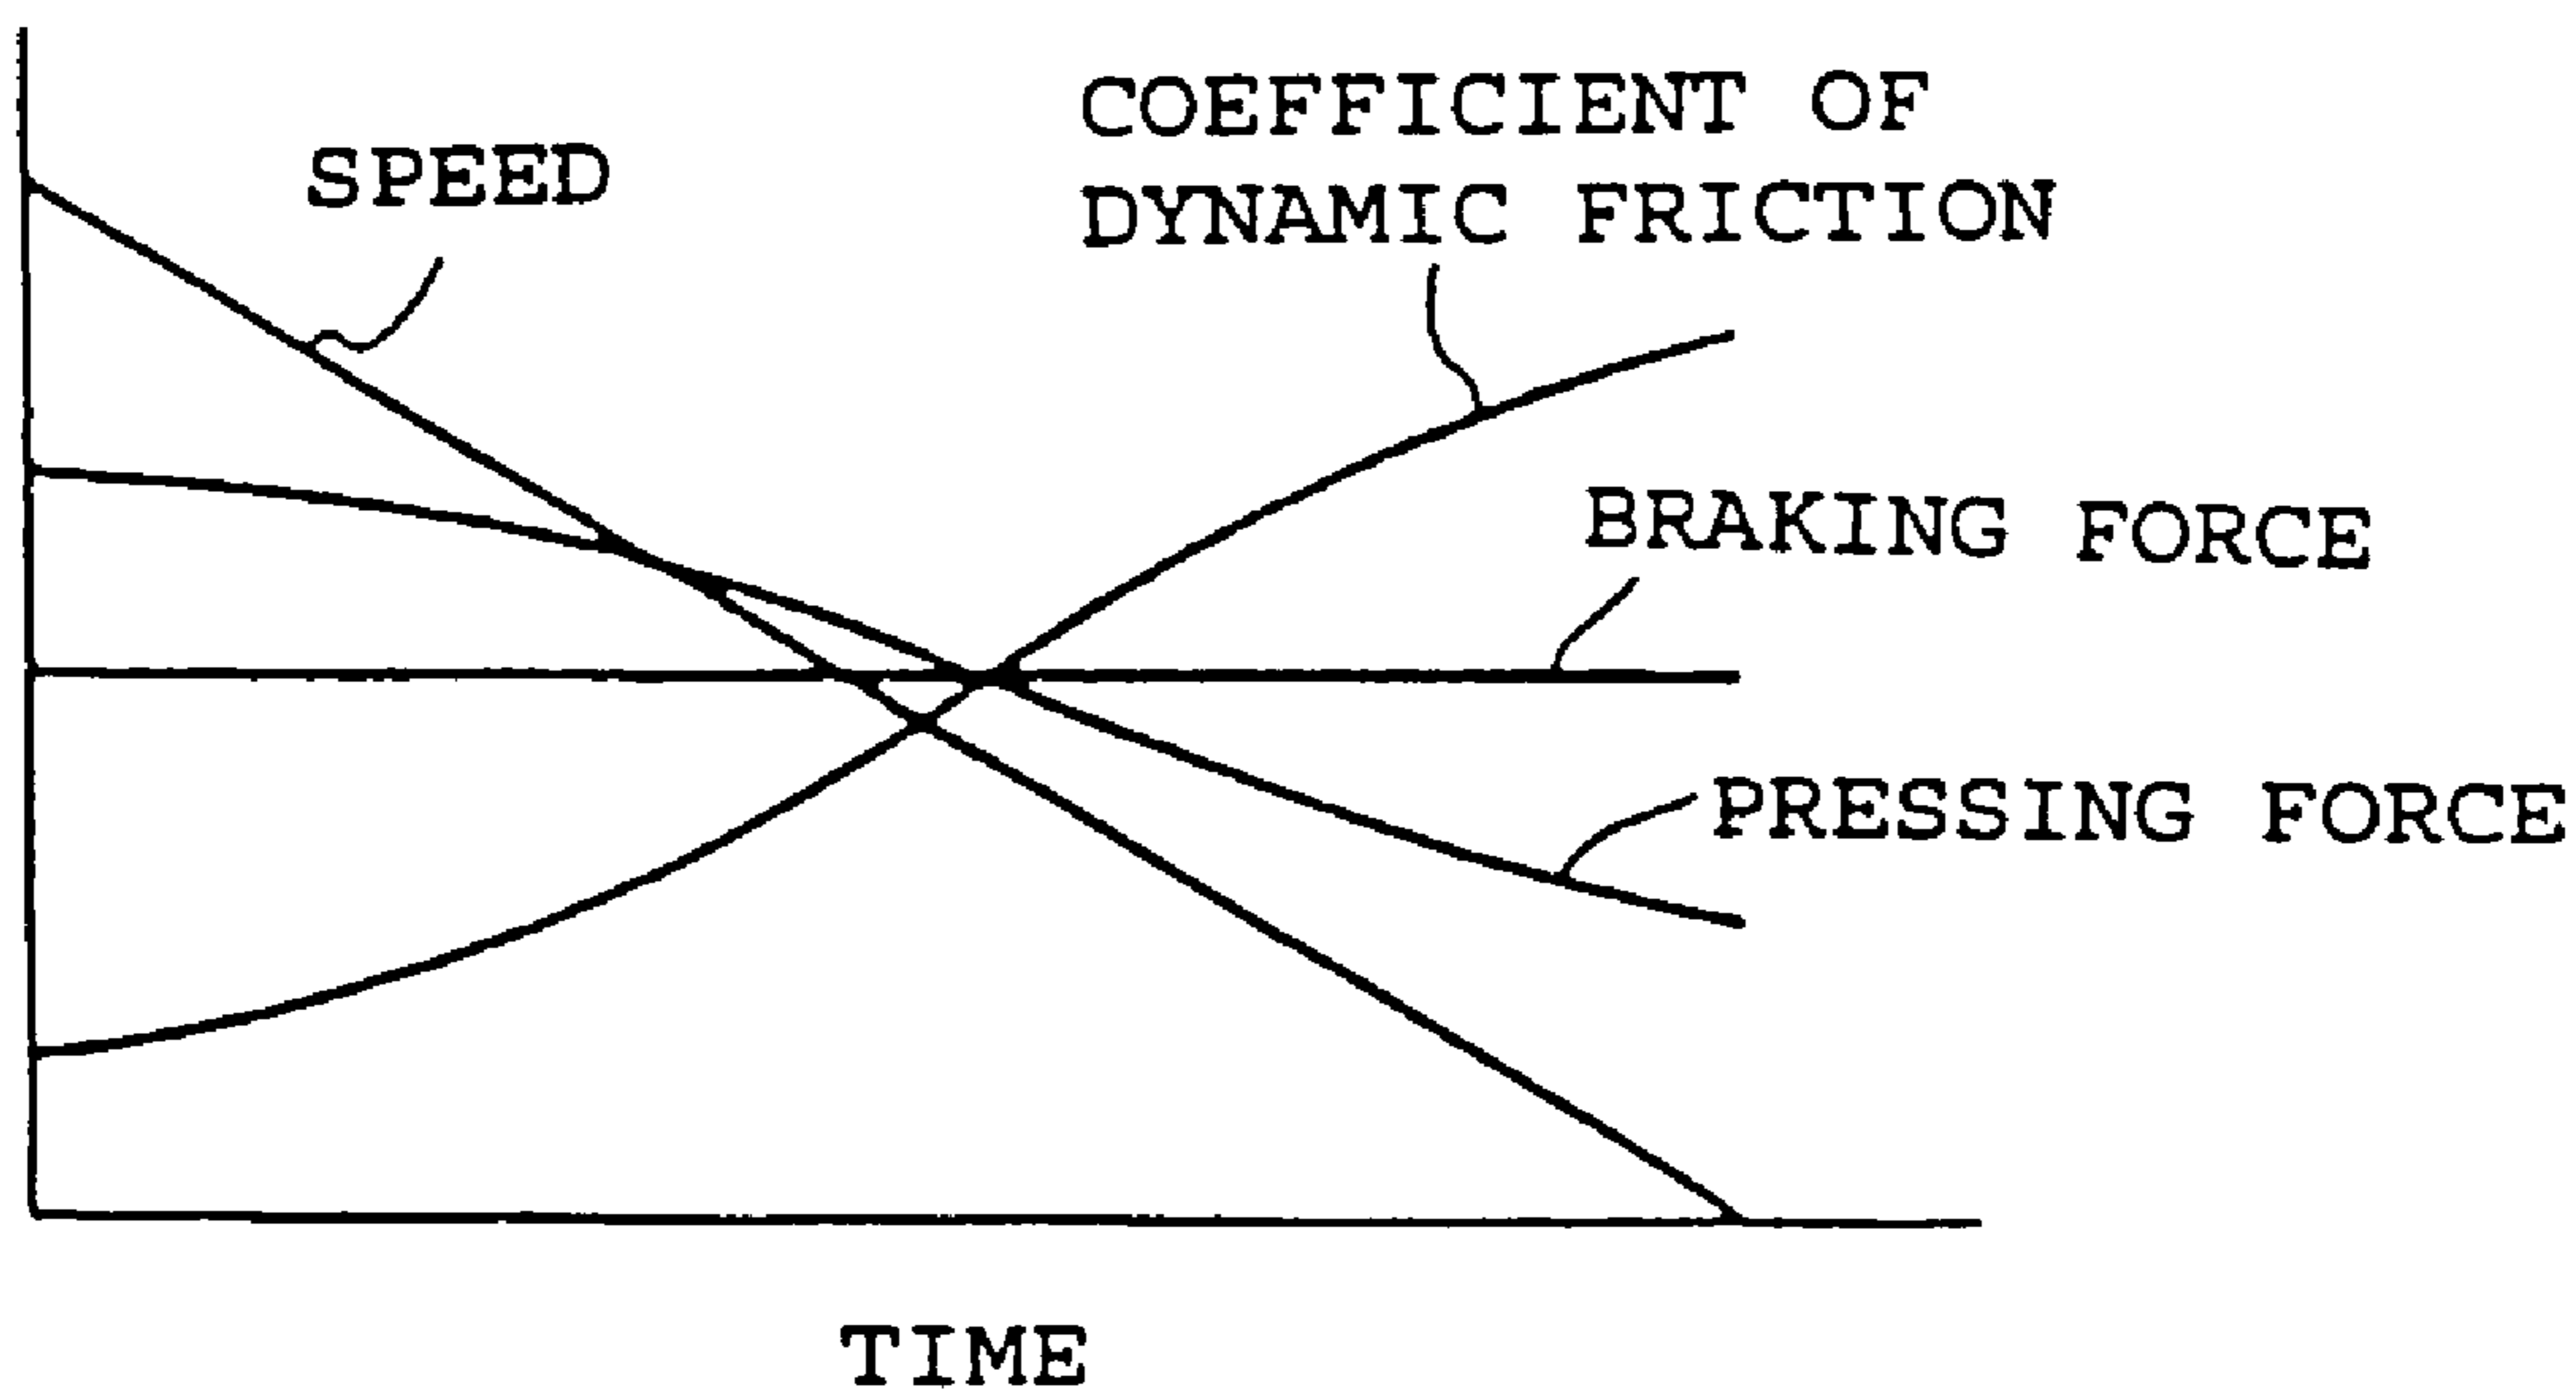 SPEED
COEFFICIENT OF
DYNAMIC FRICTION
BRAKING FORCE
PRESSING FORCE
TIME